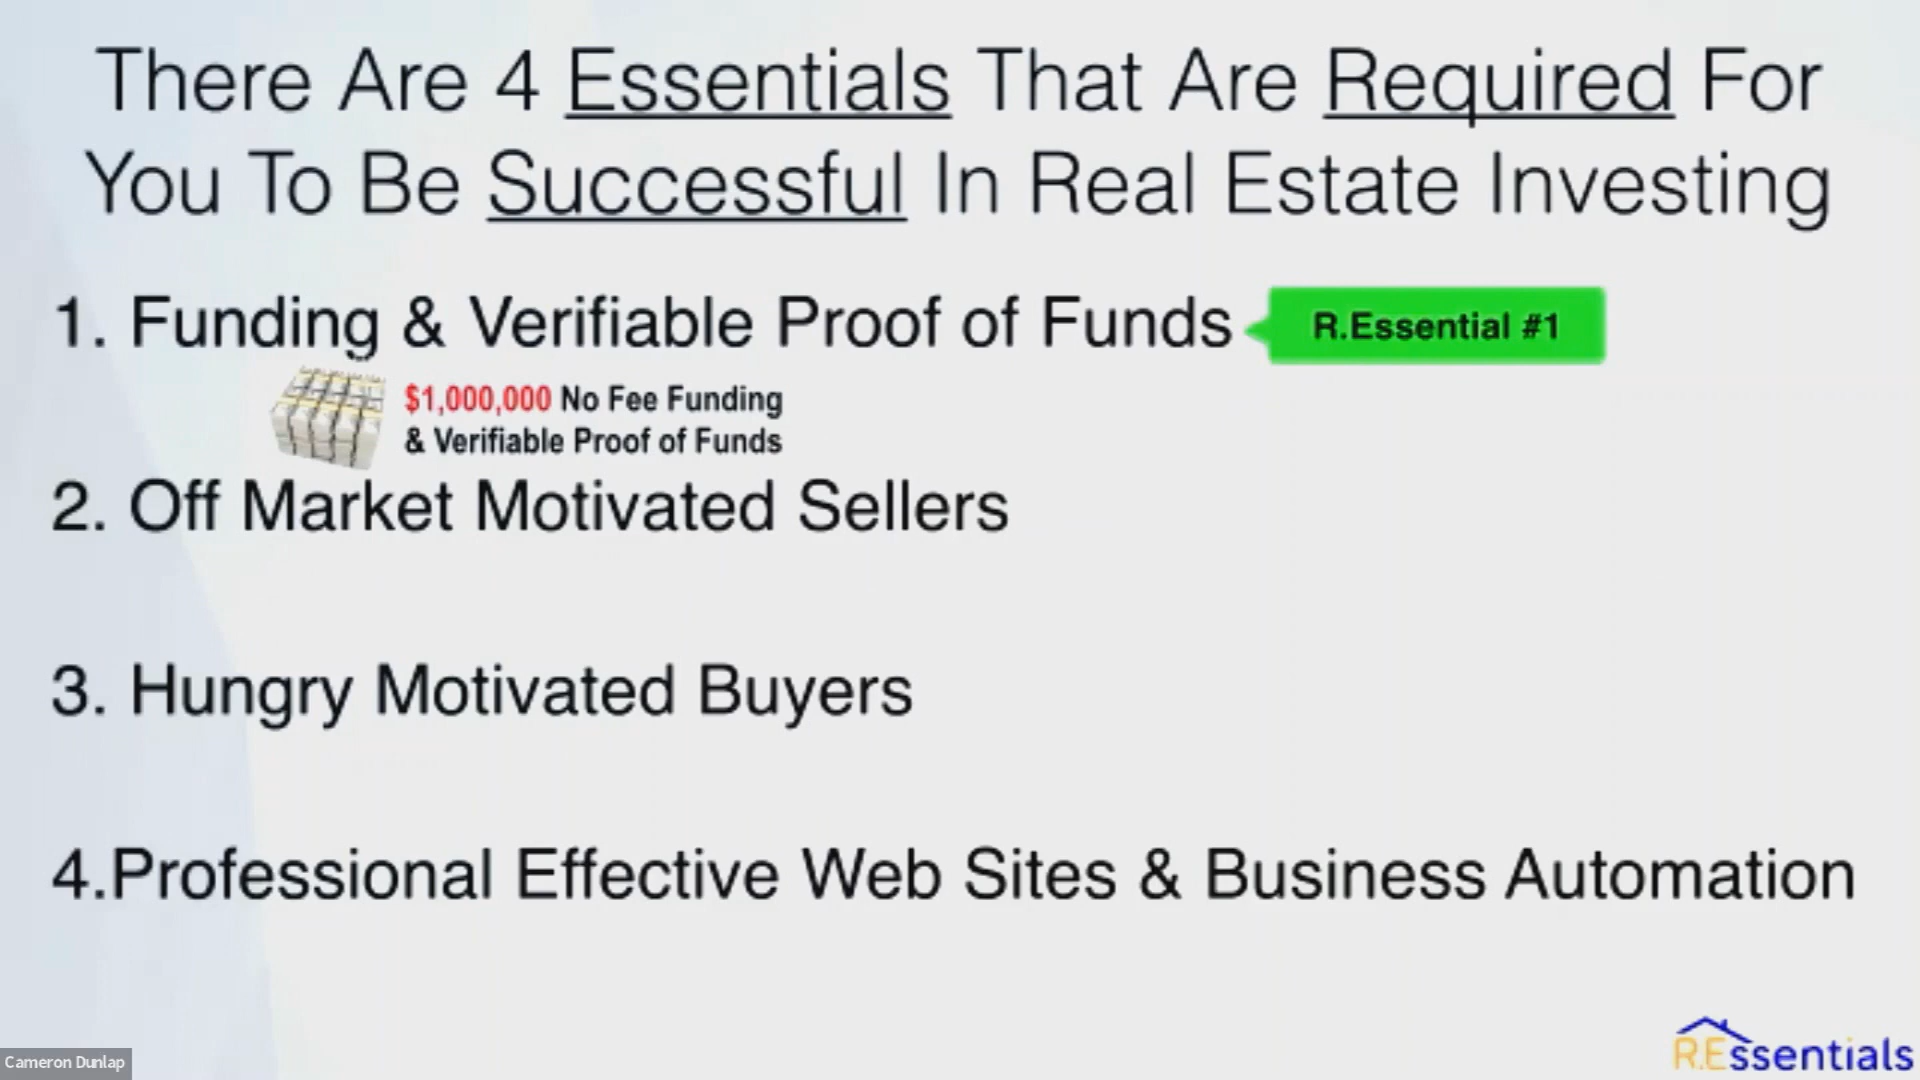 There Are 4 Essentials That Are Required For
You To Be Successful In Real Estate Investing
1. Funding & Verifiable Proof of Funds
R.Essential #1
$1,000,000 No Fee Funding
& Verifiable Proof of Funds
2. Off Market Motivated Sellers
3. Hungry Motivated Buyers
4.Professional Effective Web Sites & Business Automation
Cameron Dunlap
R.Essentials